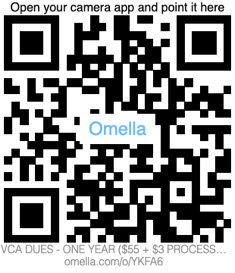 Open your camera app and point it here
Omella
VCA DUES - ONE YEAR ($55 + $3 PROCESS...
omella.com/o/YKFA6